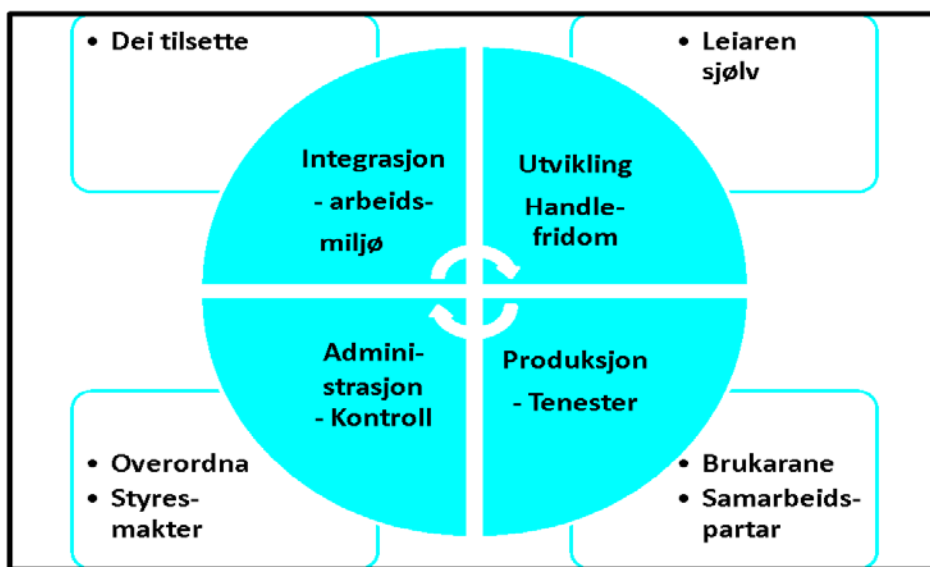 • Dei tilsette
• Leiaren
sjølv
Integrasjon
- arbeids-
miljø
Utvikling
Handle-
fridom
Admini-
strasjon
- Kontroll
Produksjon
- Tenester
• Overordna
• Styres-
makter
• Brukarane
• Samarbeids-
partar